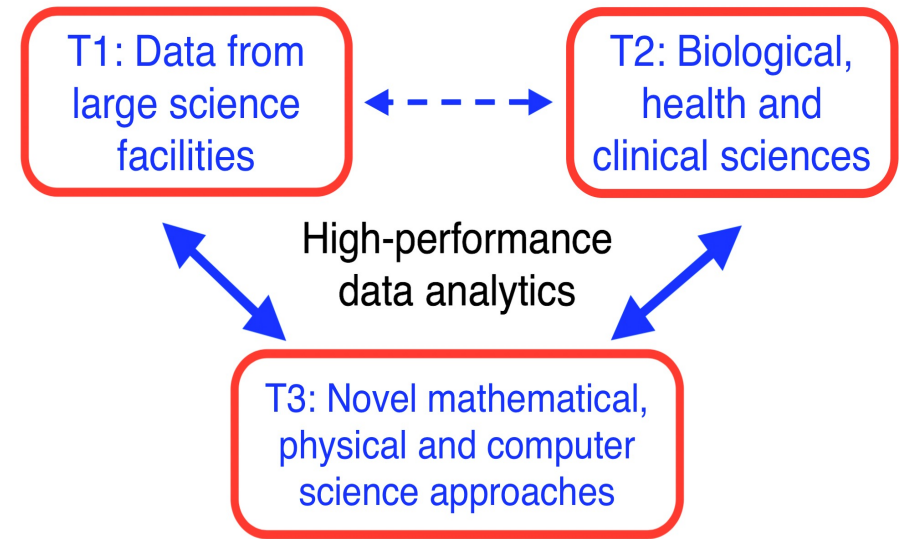 T1: Data from
large science
facilities
T2: Biological,
health and
clinical sciences
High-performance
data analytics
T3: Novel mathematical,
physical and computer
science approaches